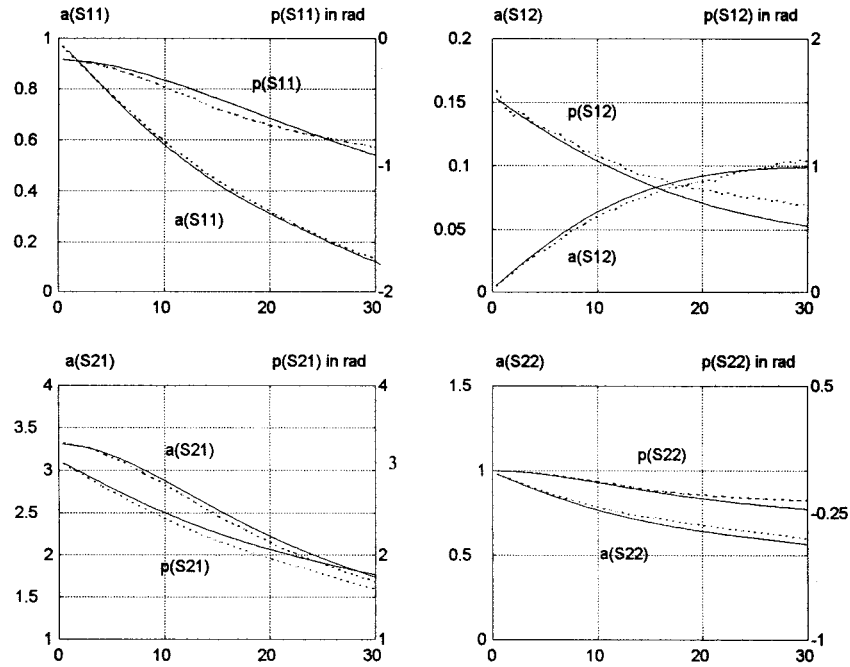 a(S11) p(S11) in rad
1 0
0.8
p(S11)
0.6
-1
0.4
a(S11)
0.2
0 -2
0 10 20 30
a(S12) p(S12) in rad
0.2 2
0.15
p(S12)
0.1 1
0.05
a(S12)
0 0
0 10 20 30
a(S21) p(S21) in rad
4 4
3.5
a(S21)
3 3
2.5
2 2
p(S21)
1.5
1 1
0 10 20 30
a(S22) p(S22) in rad
1.5 0.5
p(S22)
1
-0.25
0.5
a(S22)
0 -1
0 10 20 30